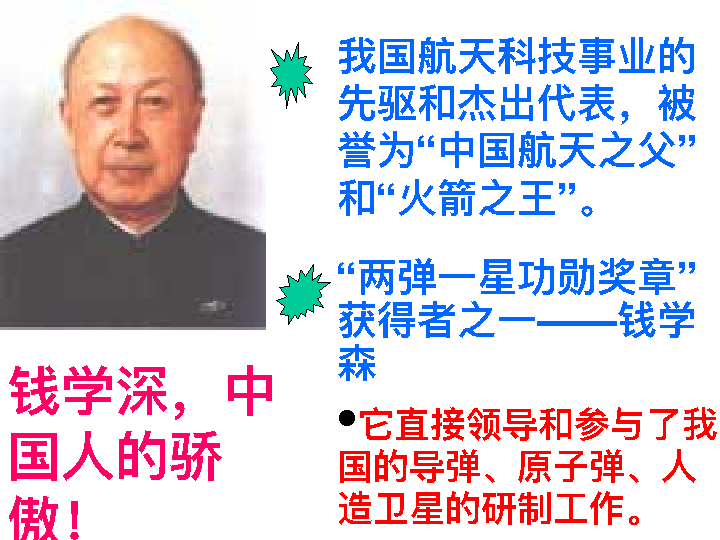 我国航天科技事业的
先驱和杰出代表，被
誉为“中国航天之父”
和“火箭之王”。
“两弹一星功勋奖章”
获得者之一——钱学
森
●它直接领导和参与了我
国的导弹、原子弹、人
造卫星的研制工作。
钱学深，中
国人的骄
傲！